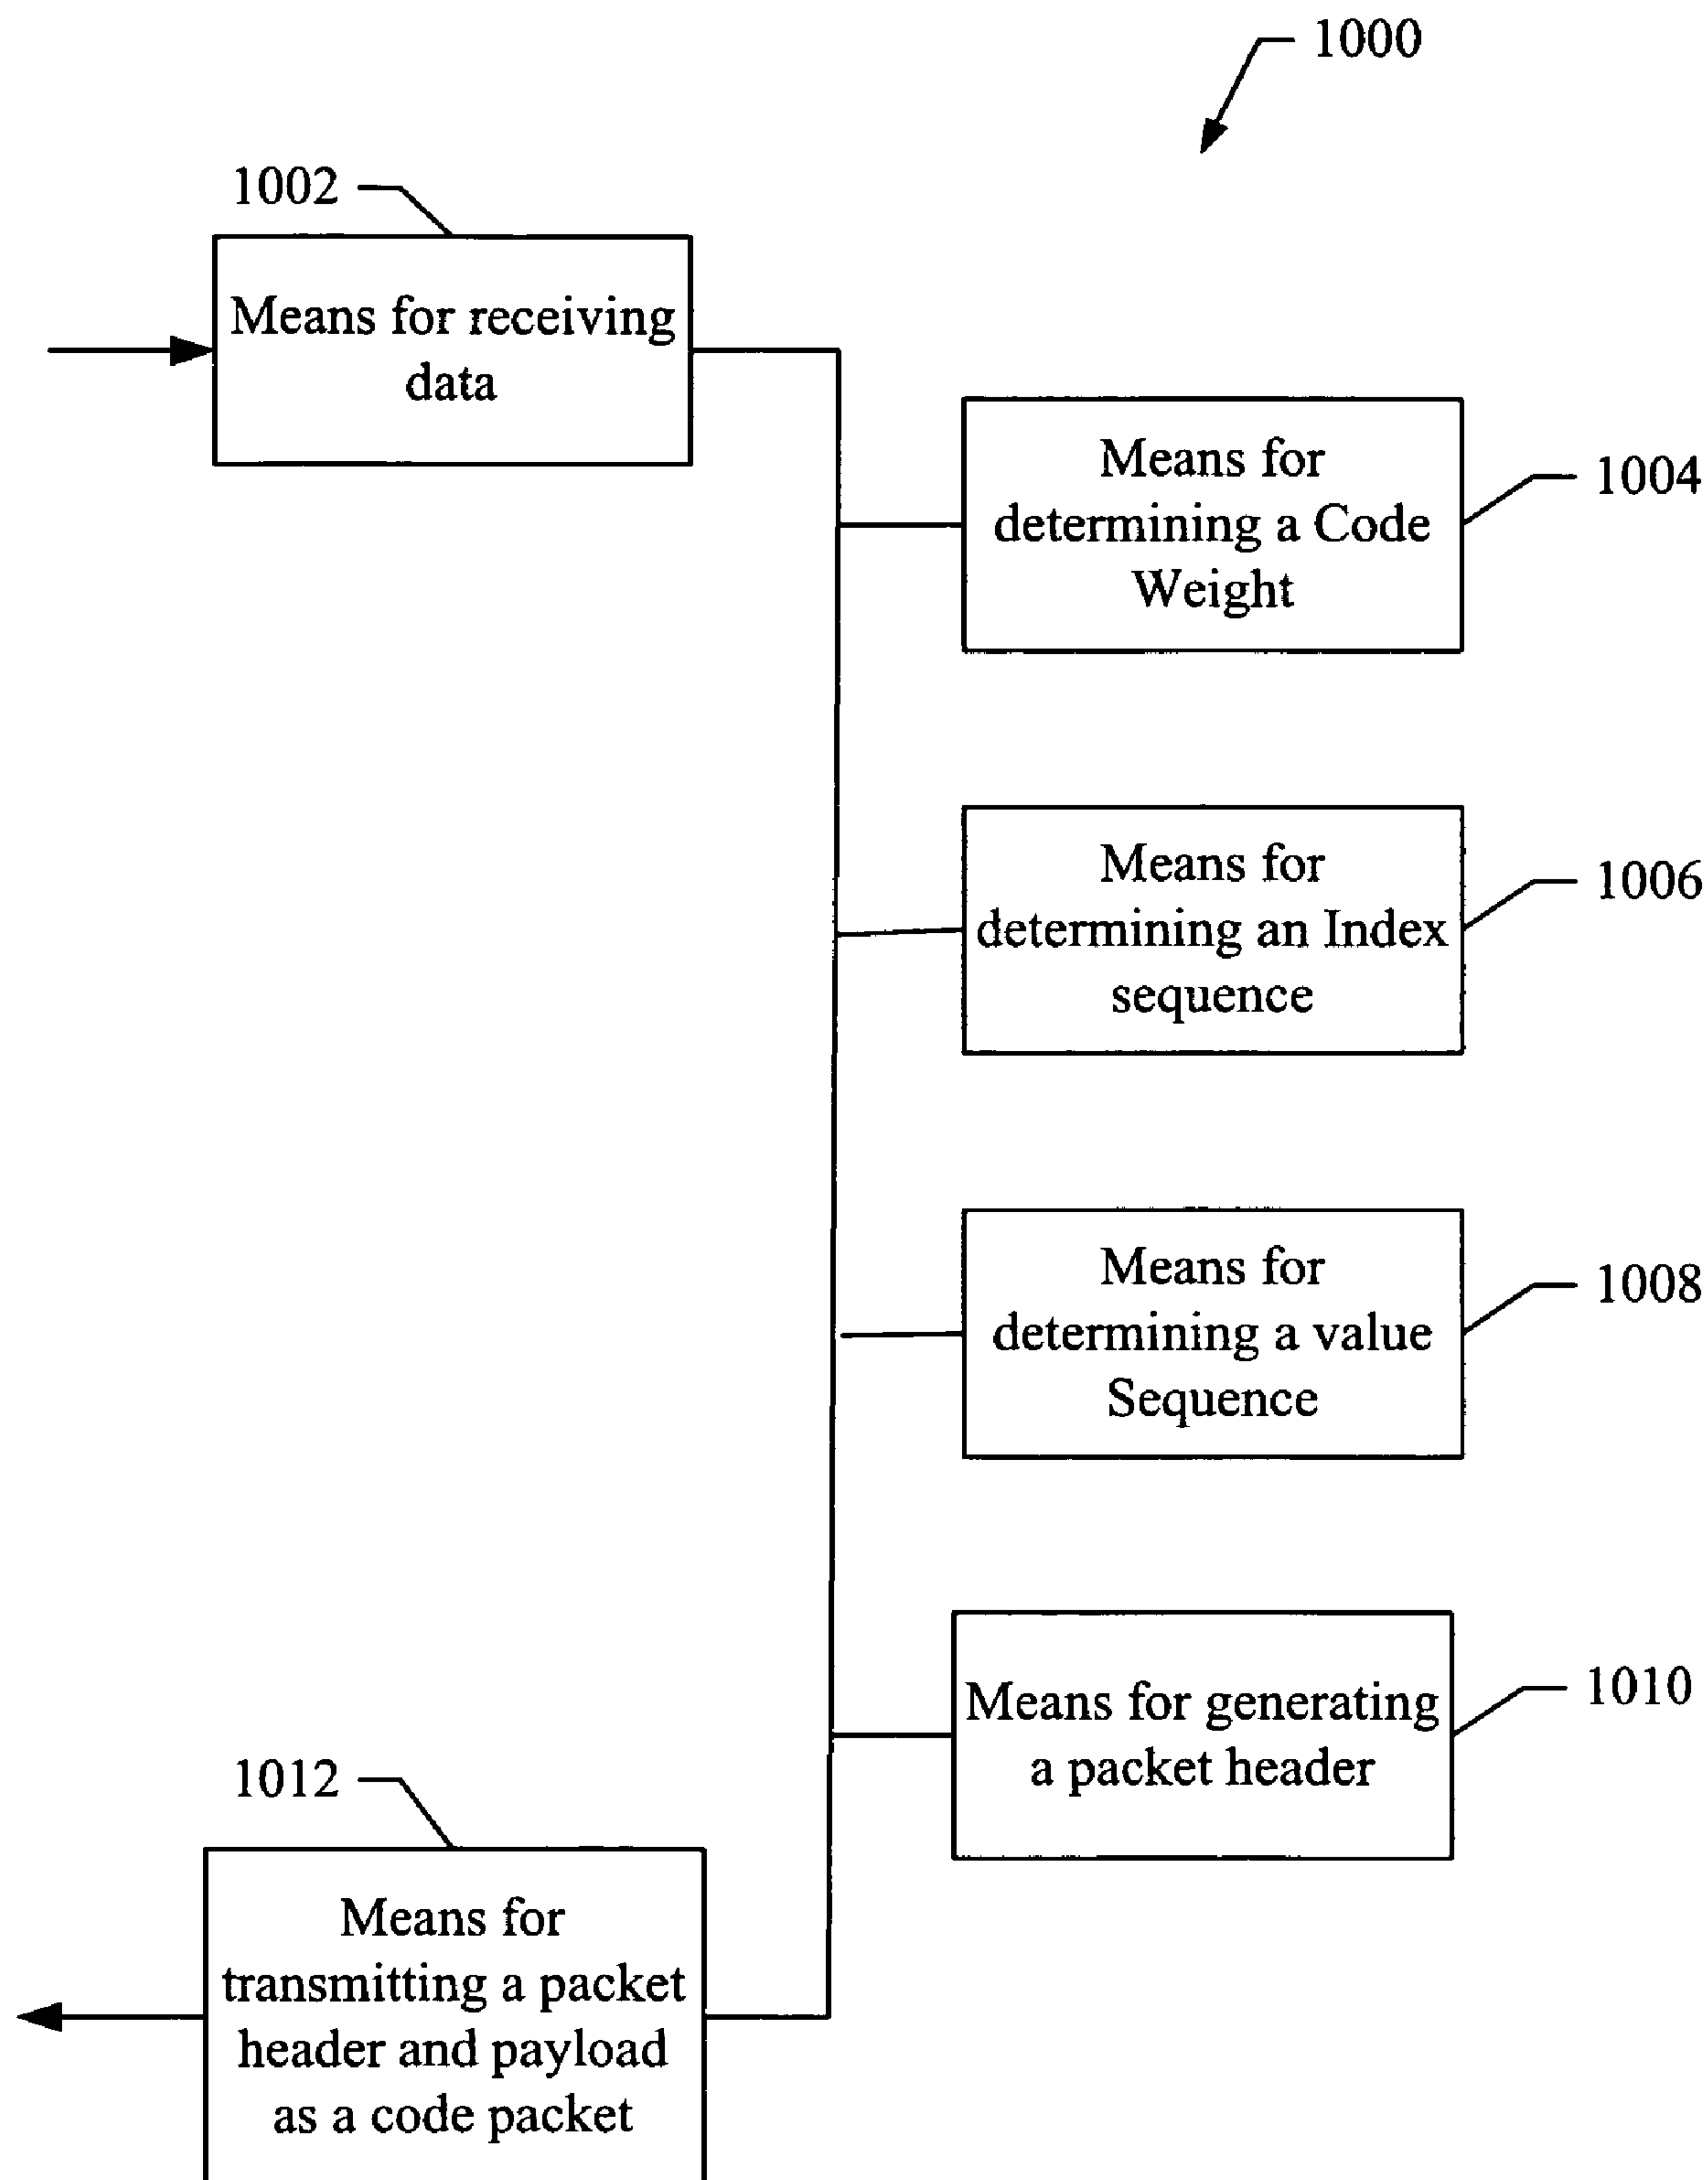 1000
1002
Means for receiving
data
Means for
determining a Code
Weight
1004
Means for
determining an Index
sequence
1006
Means for
determining a value
Sequence
1008
Means for generating
a packet header
1010
1012
Means for
transmitting a packet
header and payload
as a code packet